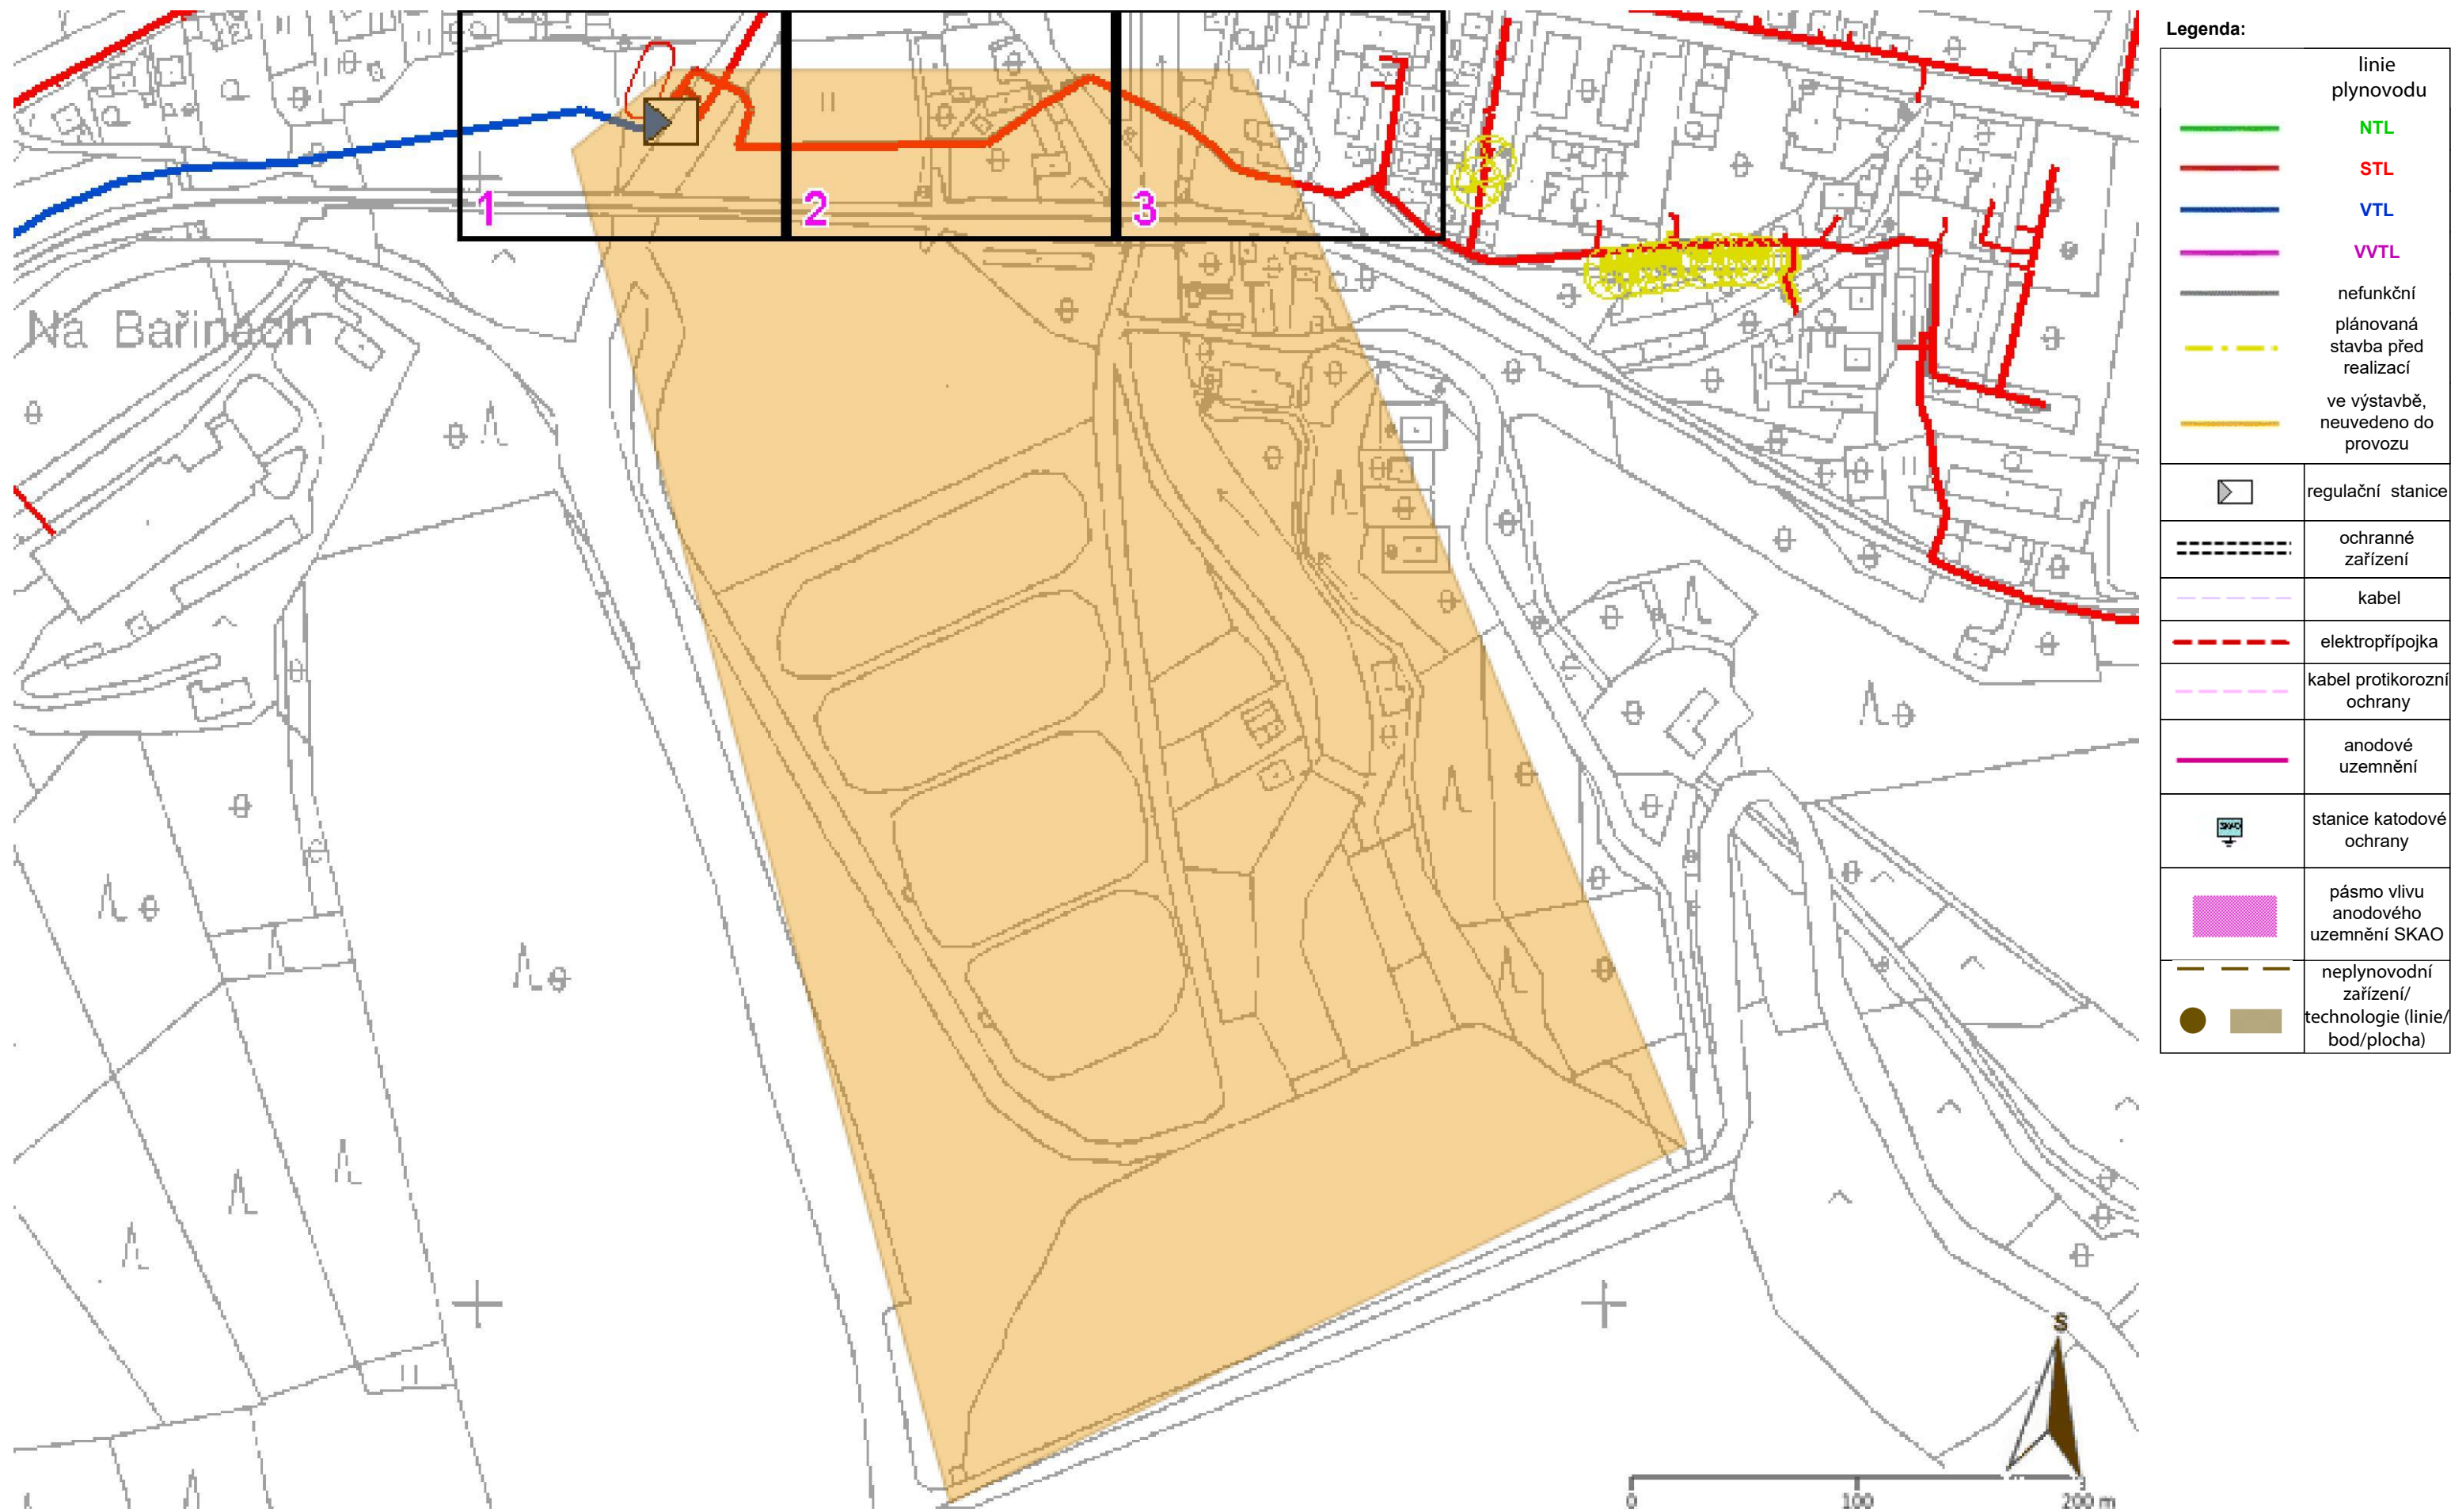 Legenda:
linie
plynovodu
NTL
STL
VTL
VVTL
nefunkční
plánovaná
stavba před
realizací
ve výstavbě,
neuvedeno do
provozu
regulační stanice
ochranné
zařízení
kabel
elektropřípojka
kabel protikorozní
ochrany
anodové
uzemnění
SKAO
stanice katodové
ochrany
pásmo vlivu
anodového
uzemnění SKAO
neplynovodní
zařízení/
technologie (linie/
bod/plocha)
1
2
3
Na Bařinách
S
0
100
200 m